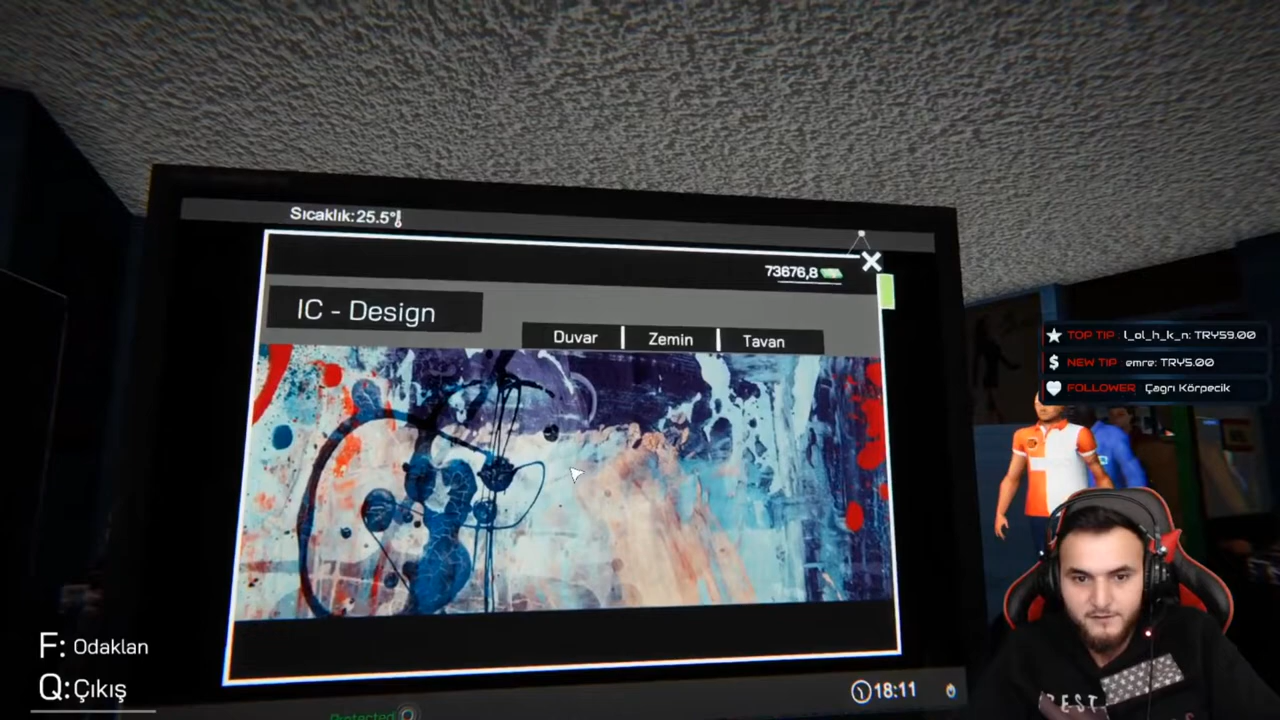 Sıcaklık: 25.5°
73676,8
IC - Design
Duvar
Zemin
Tavan
TOP TIP : l_ol_h_k_n: TRY59.00
NEW TIP emre: TRY5.00
FOLLOWER Çagrı Körpecik
F: Odaklan
Q: Çıkış
18:11
Protected